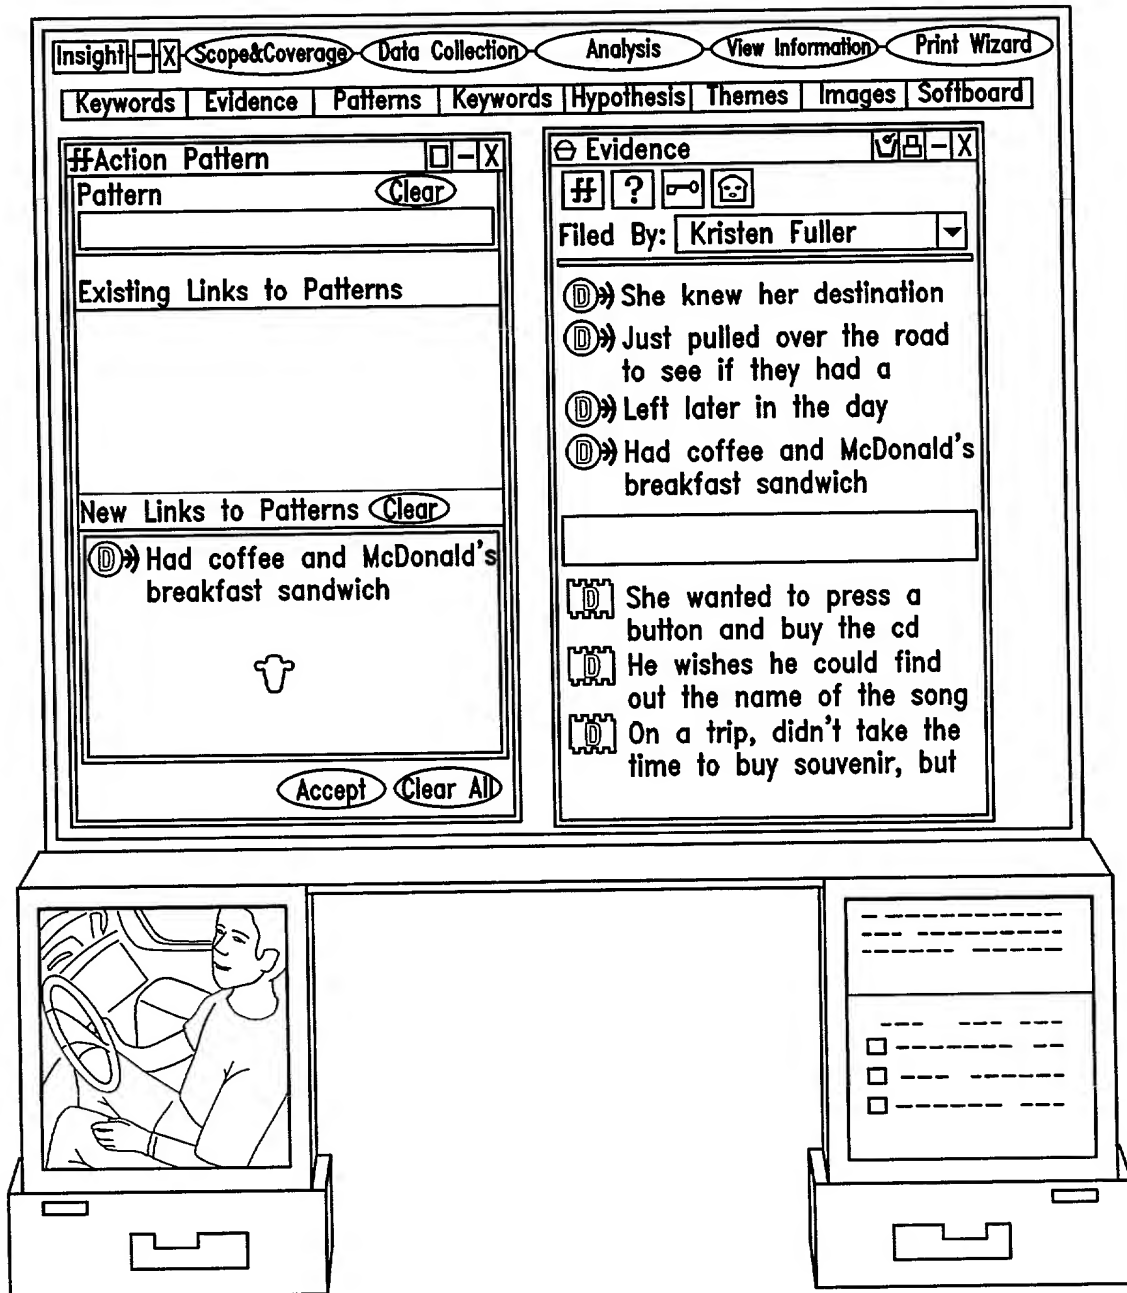 Insight - X Scope&Coverage Data Collection Analysis View Information Print Wizard
Keywords Evidence Patterns Keywords Hypothesis Themes Images Softboard
Action Pattern - X
Pattern Clear
Existing Links to Patterns
New Links to Patterns Clear
D Had coffee and McDonald's
breakfast sandwich
Accept Clear All
Evidence - X
?
Filed By: Kristen Fuller
D She knew her destination
D Just pulled over the road
to see if they had a
D Left later in the day
D Had coffee and McDonald's
breakfast sandwich
D She wanted to press a
button and buy the cd
D He wishes he could find
out the name of the song
D On a trip, didn't take the
time to buy souvenir, but